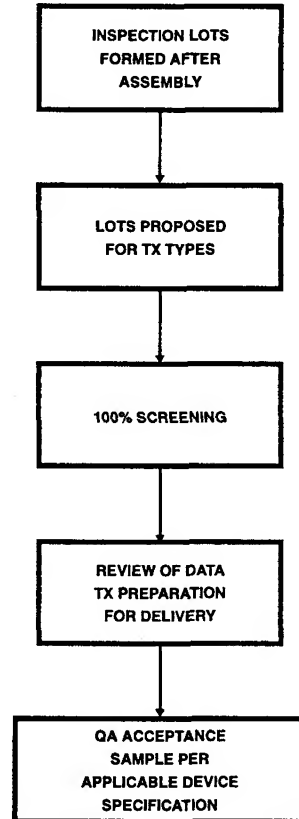 INSPECTION LOTS
FORMED AFTER
ASSEMBLY
LOTS PROPOSED
FOR TX TYPES
100% SCREENING
REVIEW OF DATA
TX PREPARATION
FOR DELIVERY
QA ACCEPTANCE
SAMPLE PER
APPLICABLE DEVICE
SPECIFICATION